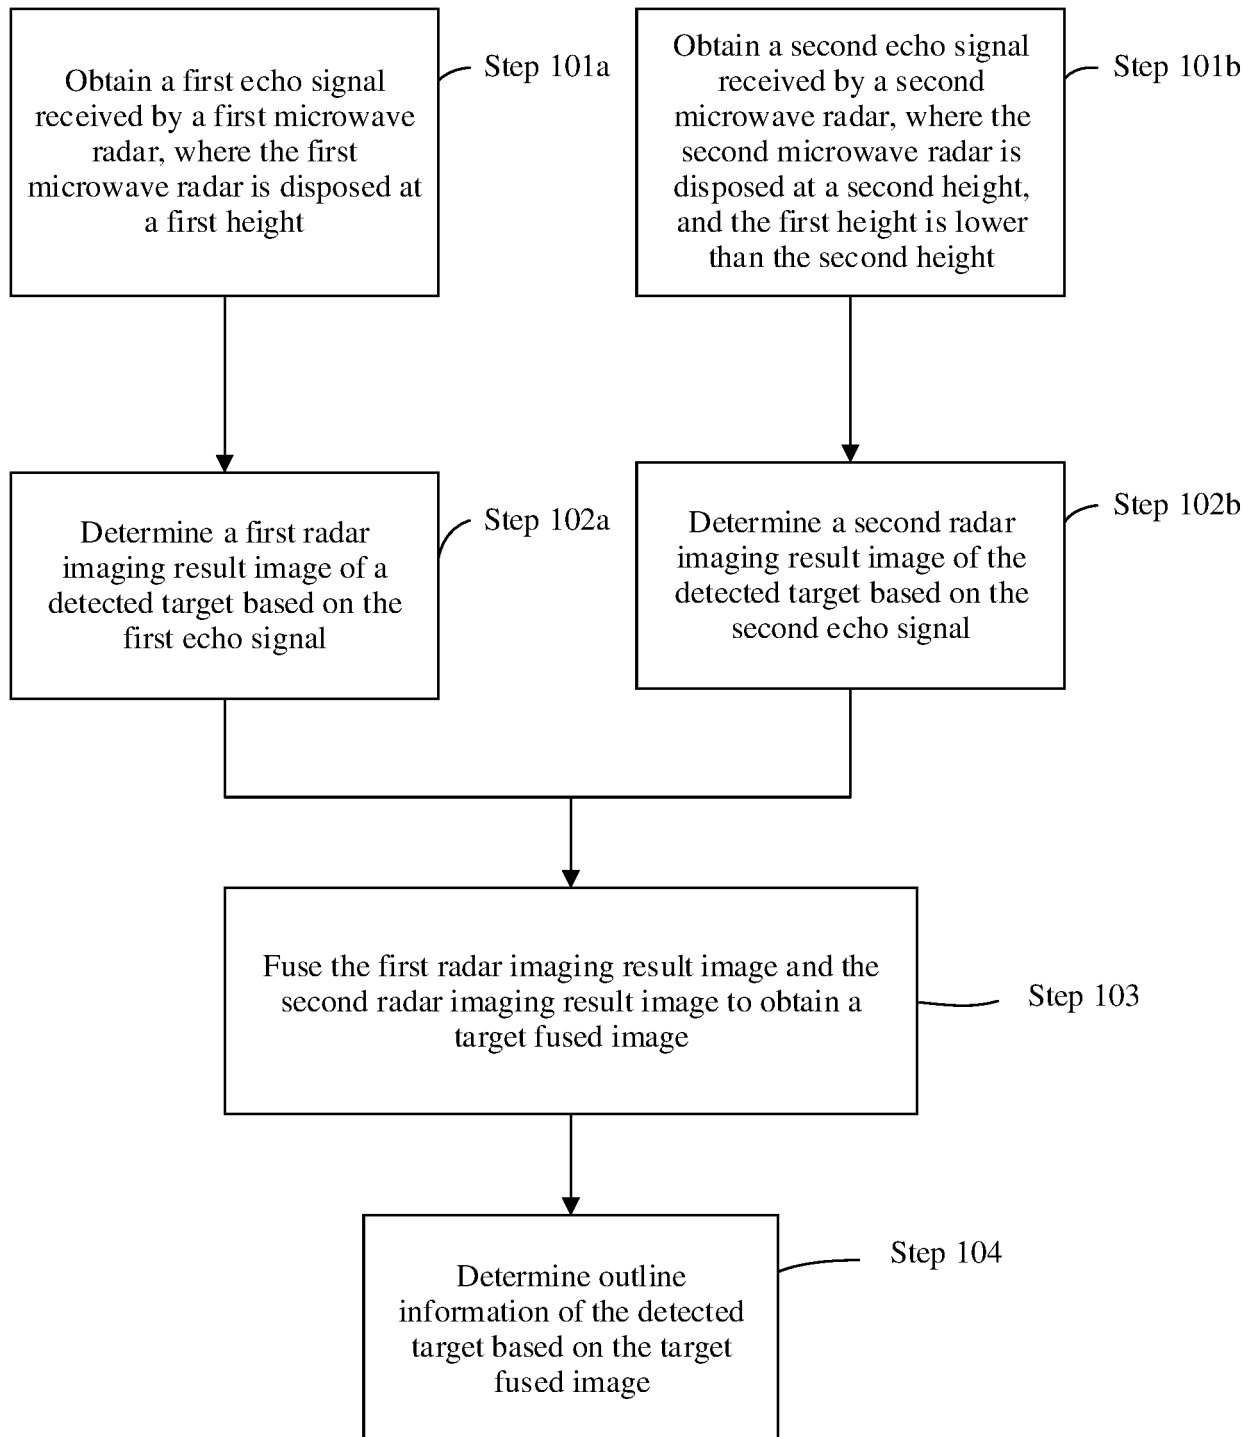 Obtain a first echo signal
received by a first microwave
radar, where the first
microwave radar is disposed at
a first height
Step 101a
Obtain a second echo signal
received by a second
microwave radar, where the
second microwave radar is
disposed at a second height,
and the first height is lower
than the second height
Step 101b
Determine a first radar
imaging result image of a
detected target based on the
first echo signal
Step 102a
Determine a second radar
imaging result image of the
detected target based on the
second echo signal
Step 102b
Fuse the first radar imaging result image and the
second radar imaging result image to obtain a
target fused image
Step 103
Determine outline
information of the detected
target based on the target
fused image
Step 104